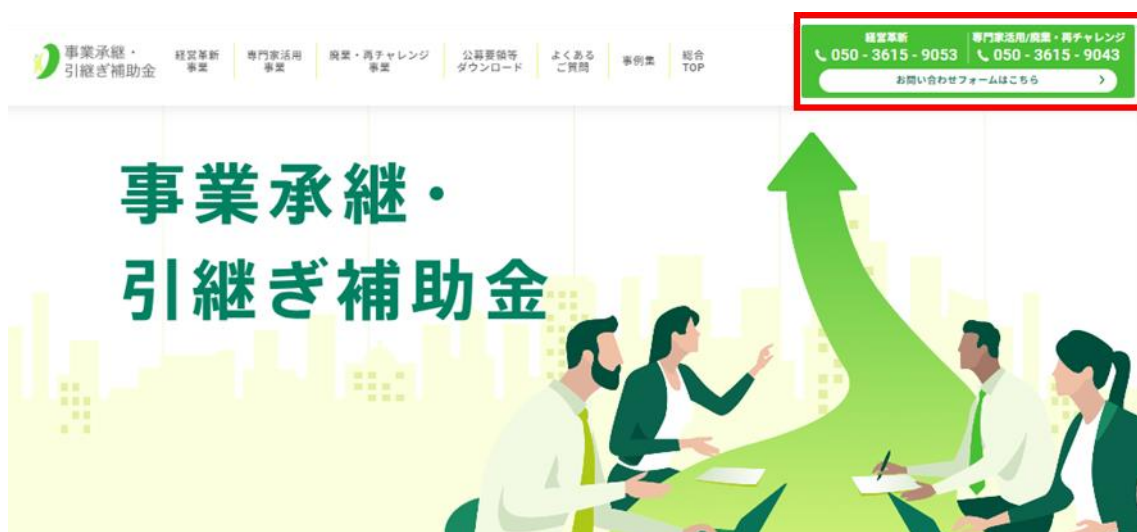 事業承継・
引継ぎ補助金
経営革新
事業
専門家活用
事業
廃業・再チャレンジ
事業
公募要領等
ダウンロード
よくある
ご質問
事例集
総合
TOP
経営革新
050 - 3615 - 9053
専門家活用/廃業・再チャレンジ
050 - 3615 - 9043
お問い合わせフォームはこちら
事業承継・
引継ぎ補助金